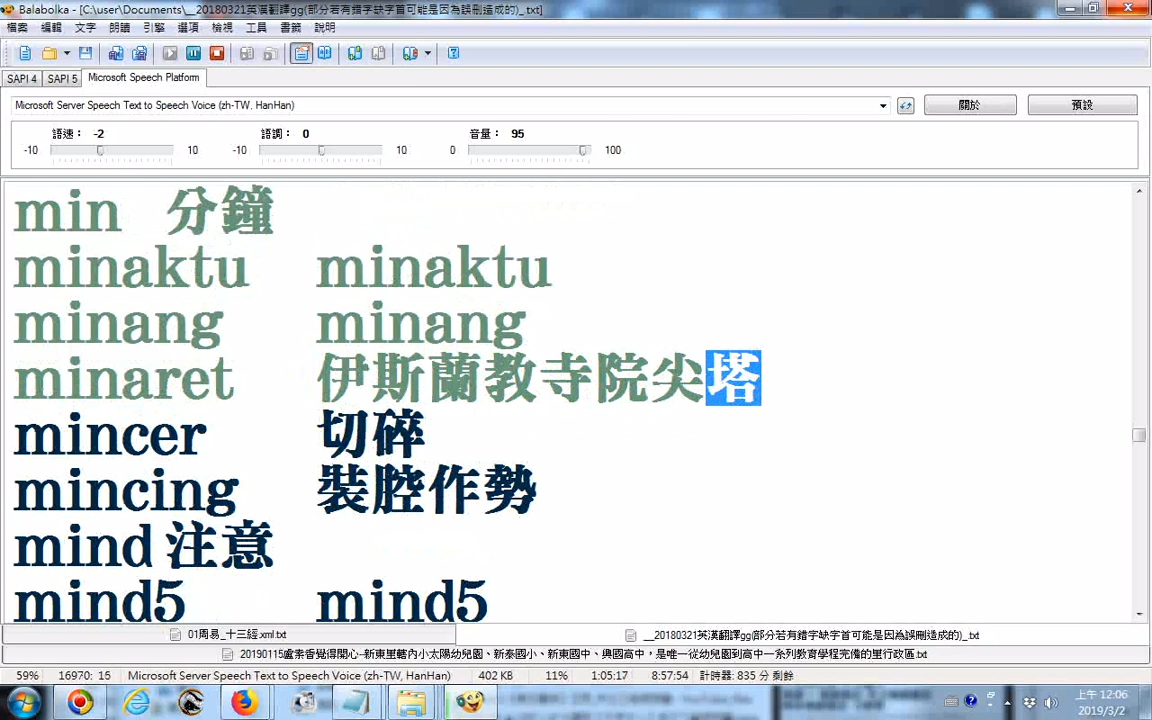 Balabolka - [C:\user\Documents\__20180321英漢翻譯gg(部分若有錯字缺字首可能是因為誤刪造成的)_.txt]
檔案 編輯 文字 朗讀 引擎 選項 檢視 工具 書籤 說明
SAPI 4 SAPI 5 Microsoft Speech Platform
Microsoft Server Speech Text to Speech Voice (zh-TW, HanHan) 關於 預設
語速： -2 語調： 0 音量： 95
-10 10 -10 10 0 100
min 分鐘
minaktu minaktu
minang minang
minaret 伊斯蘭教寺院尖塔
mincer 切碎
mincing 裝腔作勢
mind 注意
mind5 mind5
01周易_十三經.xml.txt __20180321英漢翻譯gg(部分若有錯字缺字首可能是因為誤刪造成的)_.txt
20190115盧素香覺得開心--新東里轄內小太陽幼兒園、新泰國小、新東國中、興國高中，是唯一從幼兒園到高中一系列教育學程完備的里行政區.txt
59% 16970: 15 Microsoft Server Speech Text to Speech Voice (zh-TW, HanHan) 402 KB 11% 1:05:17 8:57:54 計時器: 835 分 剩餘
上午 12:06
2019/3/2